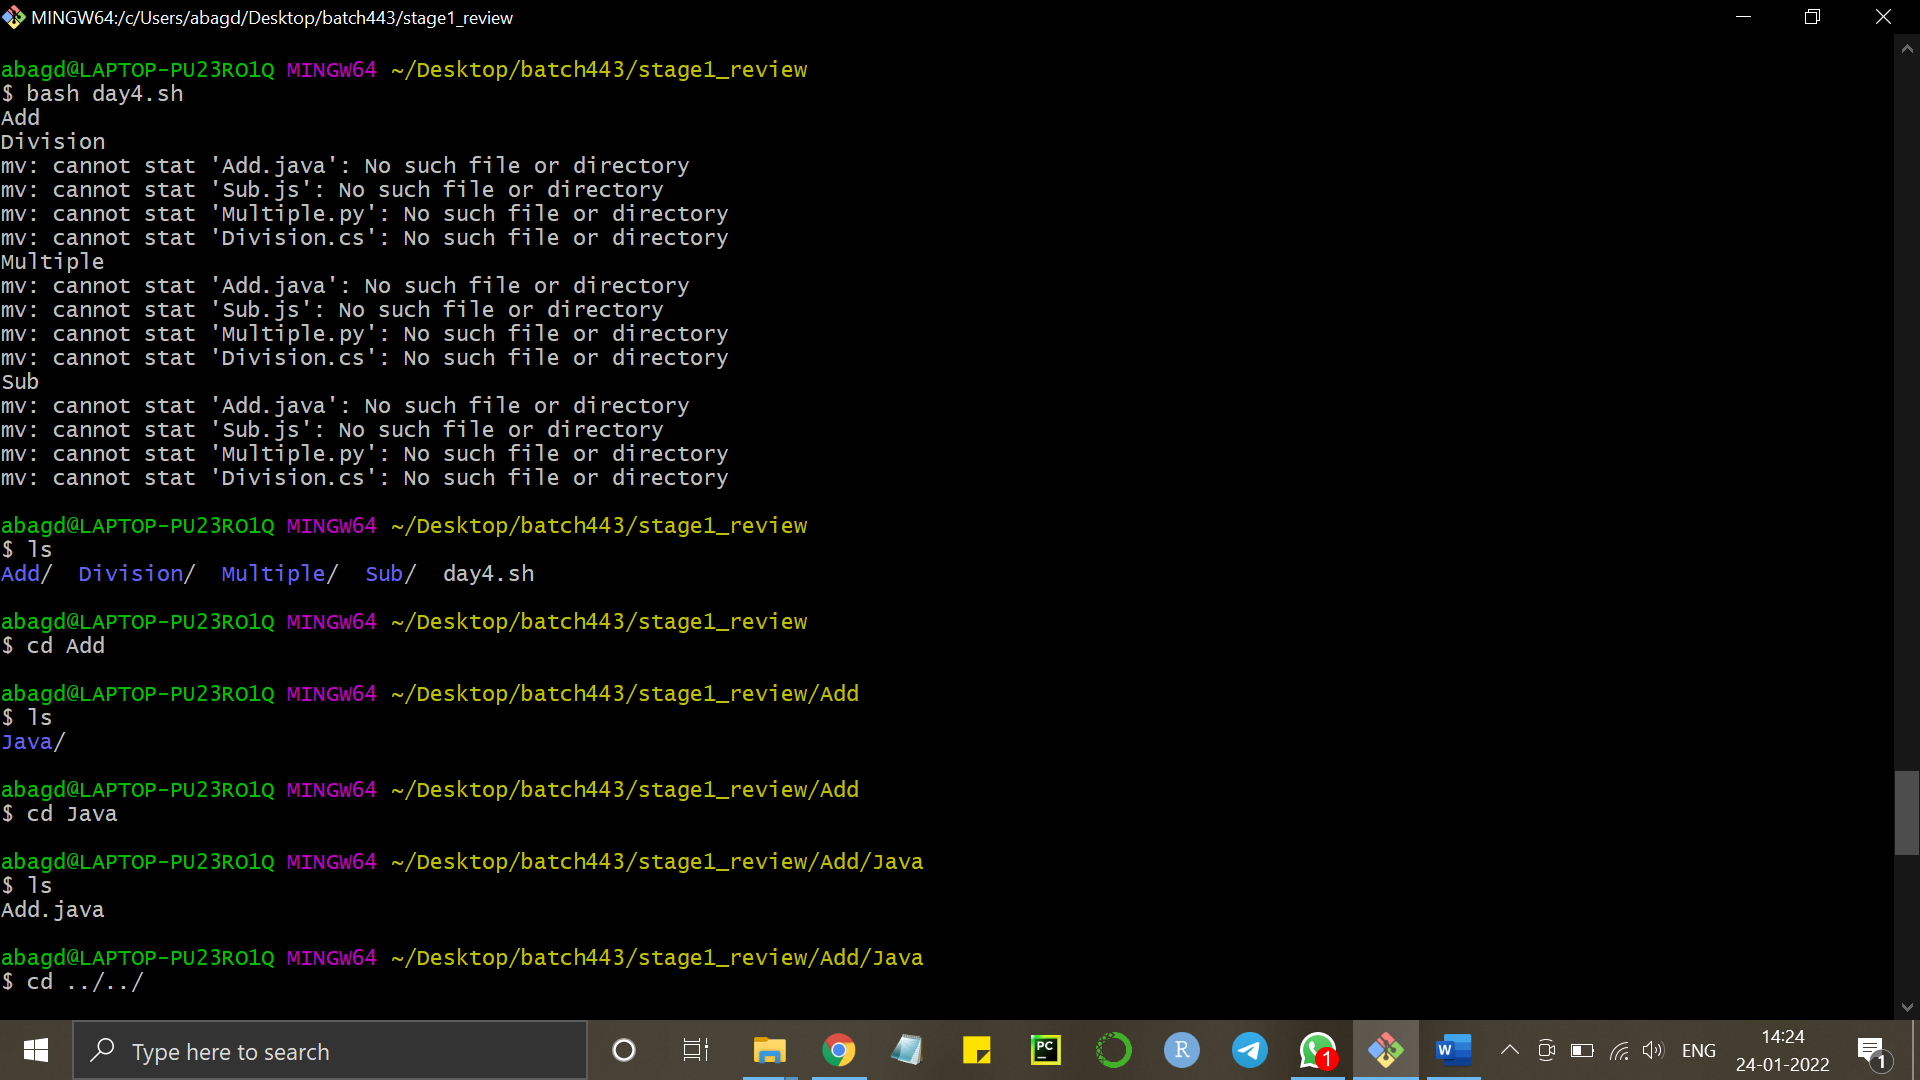 MINGW64:/c/Users/abagd/Desktop/batch443/stage1_review
abagd@LAPTOP-PU23RO1Q MINGW64 ~/Desktop/batch443/stage1_review
$ bash day4.sh
Add
Division
mv: cannot stat 'Add.java': No such file or directory
mv: cannot stat 'Sub.js': No such file or directory
mv: cannot stat 'Multiple.py': No such file or directory
mv: cannot stat 'Division.cs': No such file or directory
Multiple
mv: cannot stat 'Add.java': No such file or directory
mv: cannot stat 'Sub.js': No such file or directory
mv: cannot stat 'Multiple.py': No such file or directory
mv: cannot stat 'Division.cs': No such file or directory
Sub
mv: cannot stat 'Add.java': No such file or directory
mv: cannot stat 'Sub.js': No such file or directory
mv: cannot stat 'Multiple.py': No such file or directory
mv: cannot stat 'Division.cs': No such file or directory
abagd@LAPTOP-PU23RO1Q MINGW64 ~/Desktop/batch443/stage1_review
$ ls
Add/  Division/  Multiple/  Sub/  day4.sh
abagd@LAPTOP-PU23RO1Q MINGW64 ~/Desktop/batch443/stage1_review
$ cd Add
abagd@LAPTOP-PU23RO1Q MINGW64 ~/Desktop/batch443/stage1_review/Add
$ ls
Java/
abagd@LAPTOP-PU23RO1Q MINGW64 ~/Desktop/batch443/stage1_review/Add
$ cd Java
abagd@LAPTOP-PU23RO1Q MINGW64 ~/Desktop/batch443/stage1_review/Add/Java
$ ls
Add.java
abagd@LAPTOP-PU23RO1Q MINGW64 ~/Desktop/batch443/stage1_review/Add/Java
$ cd ../../
Type here to search
PC
R
1
W
ENG
14:24
24-01-2022
1